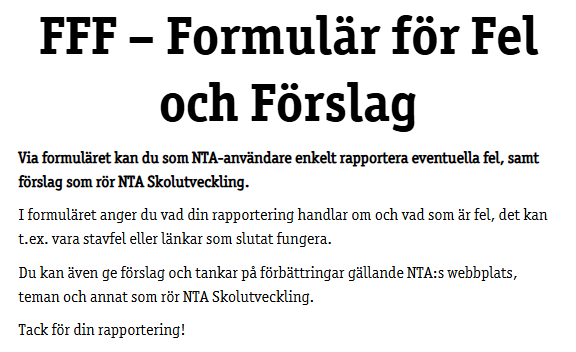 FFF – Formulär för Fel
och Förslag
Via formuläret kan du som NTA-användare enkelt rapportera eventuella fel, samt
förslag som rör NTA Skolutveckling.
I formuläret anger du vad din rapportering handlar om och vad som är fel, det kan
t.ex. vara stavfel eller länkar som slutat fungera.
Du kan även ge förslag och tankar på förbättringar gällande NTA:s webbplats,
teman och annat som rör NTA Skolutveckling.
Tack för din rapportering!